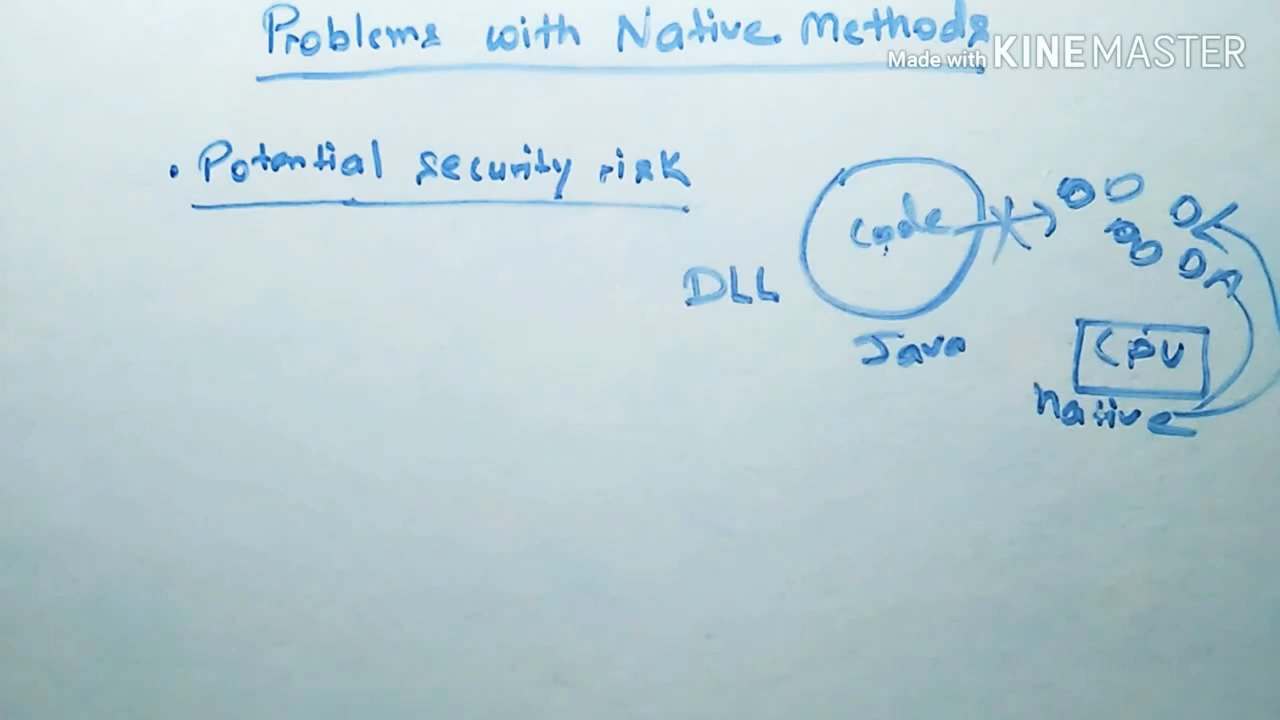 Problems with Native Methods
Made with KINEMASTER
. Potential security risk
code
DLL
Java
CPU
Native